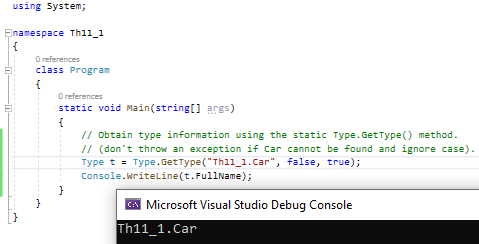 using System;
namespace Th11_1
{
0 references
class Program
{
0 references
static void Main(string[] args)
{
// Obtain type information using the static Type.GetType() method.
// (don't throw an exception if Car cannot be found and ignore case).
Type t = Type.GetType("Th11_1.Car", false, true);
Console.WriteLine(t.FullName);
}
}
}
C:\ Microsoft Visual Studio Debug Console
Th11_1.Car